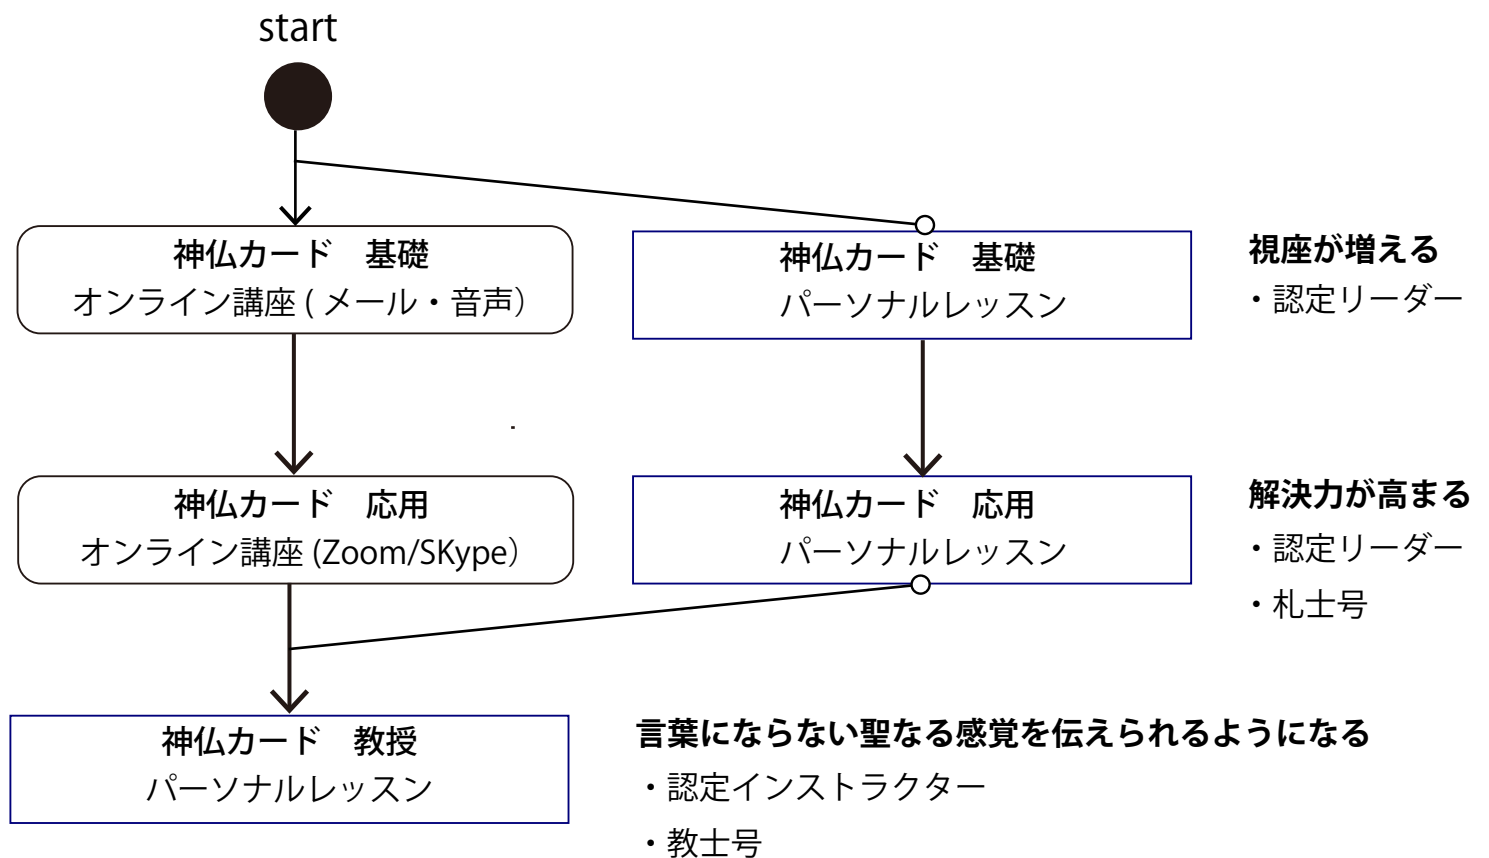 start
神仏カード　基礎
オンライン講座 ( メール・音声）
神仏カード　基礎
パーソナルレッスン
視座が増える
・認定リーダー
神仏カード　応用
オンライン講座 (Zoom/SKype）
神仏カード　応用
パーソナルレッスン
解決力が高まる
・認定リーダー
・札士号
神仏カード　教授
パーソナルレッスン
言葉にならない聖なる感覚を伝えられるようになる
・認定インストラクター
・教士号